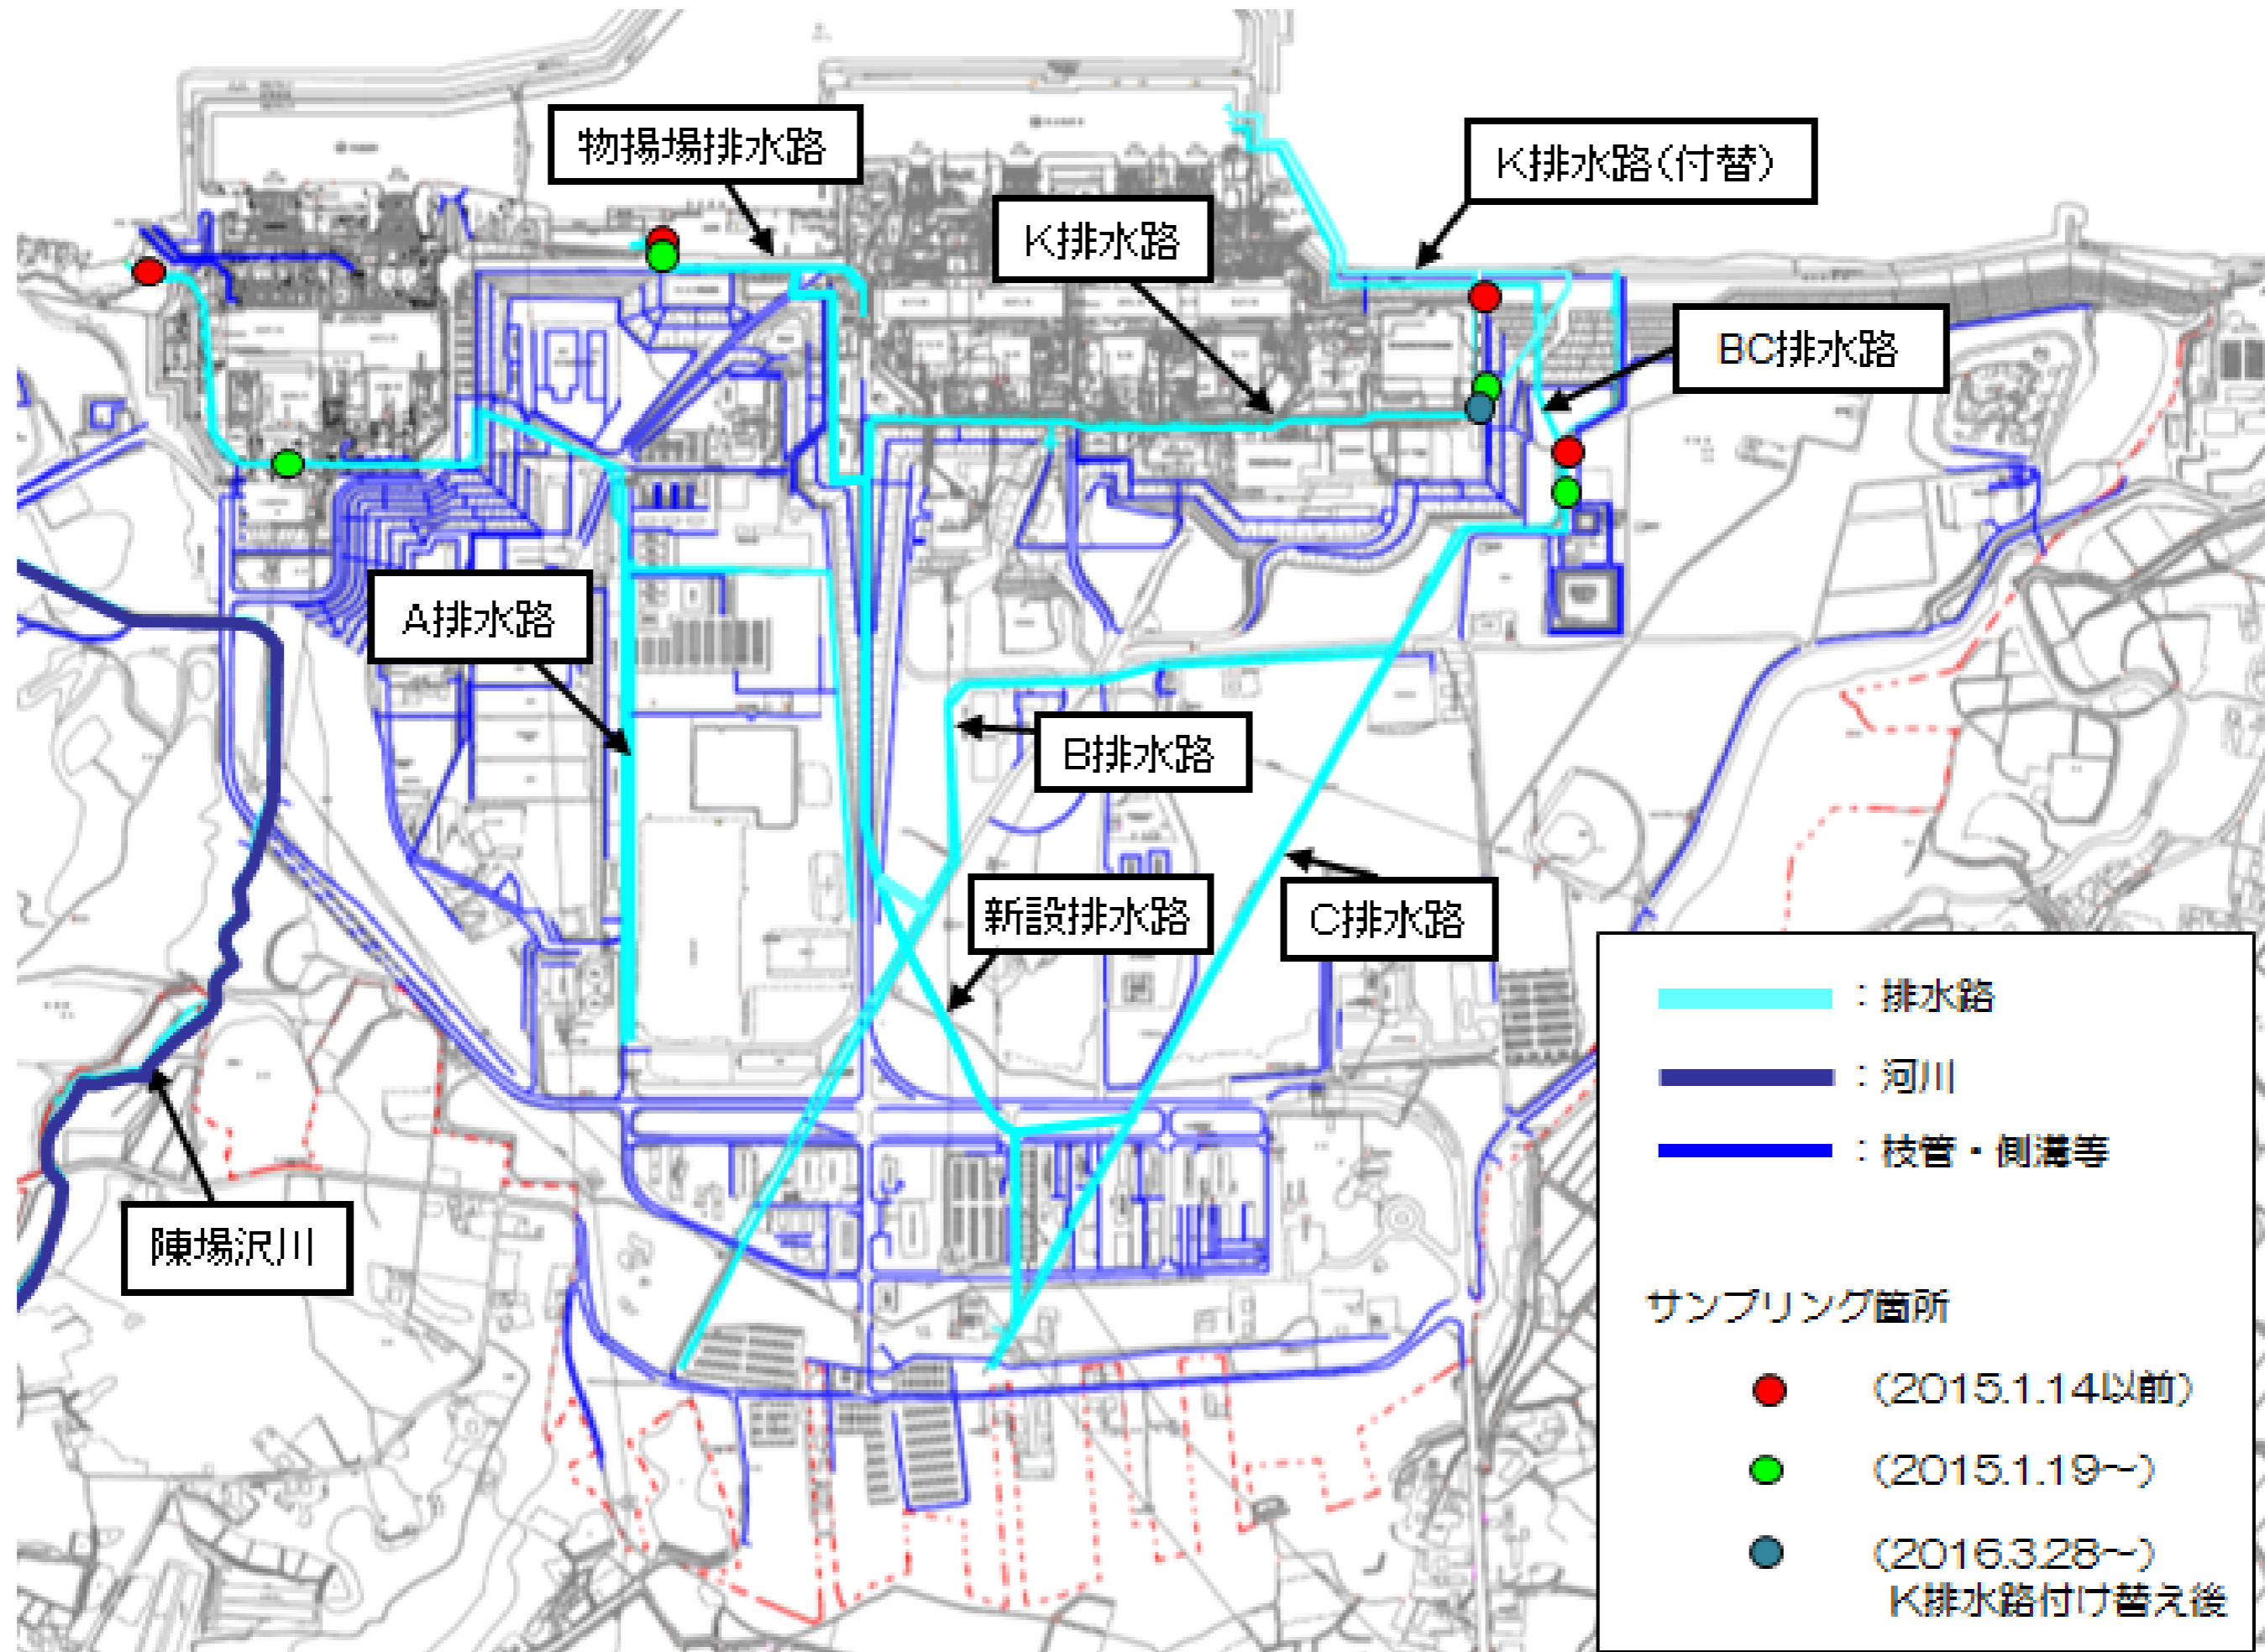 物揚場排水路
K排水路(付替)
K排水路
BC排水路
A排水路
B排水路
新設排水路
C排水路
陳場沢川
：排水路
：河川
：枝管・側溝等
サンプリング箇所
(2015.1.14以前)
(2015.1.19~)
(2016.3.28~)
K排水路付け替え後